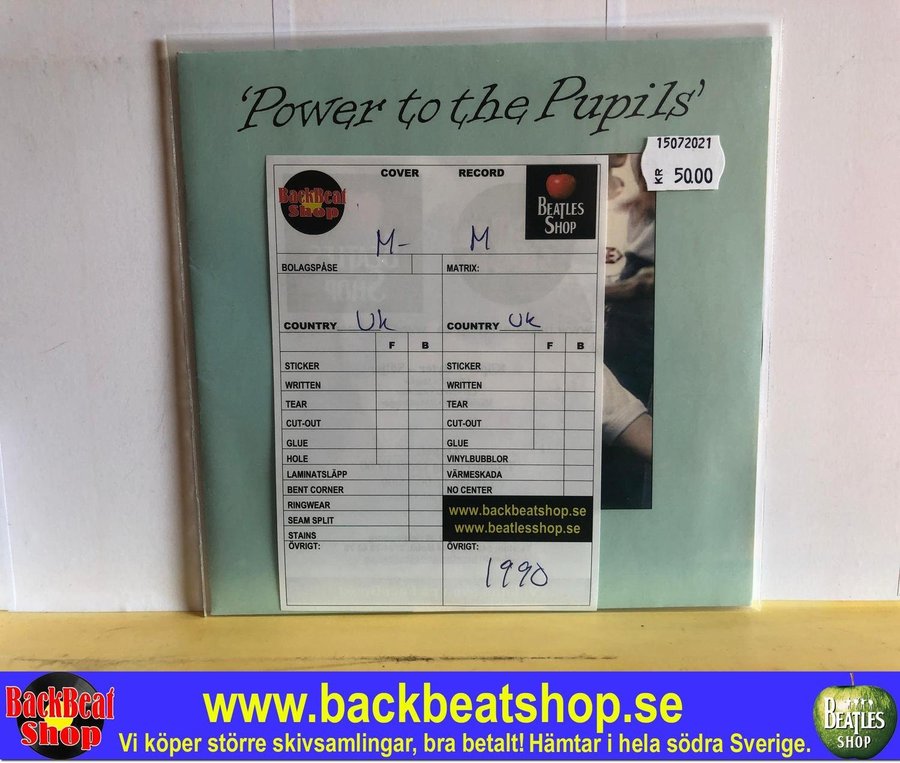 'Power to the Pupils'
15072021
KR 50.00
BackBeat Shop
COVER
RECORD
BEATLES SHOP
M-
M
BOLAGSPÅSE
MATRIX:
COUNTRY UK
COUNTRY UK
F B
F B
STICKER
STICKER
WRITTEN
WRITTEN
TEAR
TEAR
CUT-OUT
CUT-OUT
GLUE
GLUE
HOLE
VINYLBUBBLOR
LAMINATSLÄPP
VÄRMESKADA
BENT CORNER
NO CENTER
RINGWEAR
www.backbeatshop.se
SEAM SPLIT
www.beatlesshop.se
STAINS
ÖVRIGT:
ÖVRIGT:
1990
BackBeat Shop
www.backbeatshop.se
Vi köper större skivsamlingar, bra betalt! Hämtar i hela södra Sverige.
BEATLES SHOP